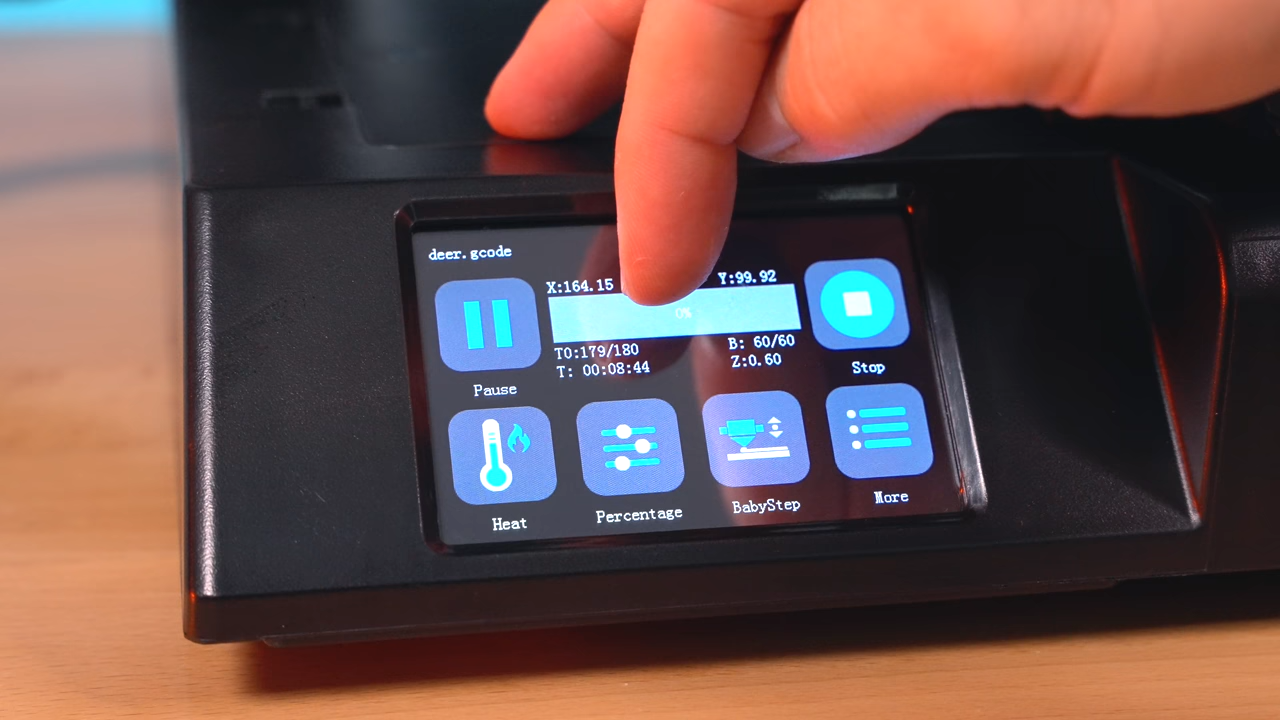 deer.gcode
X:164.15 Y:99.92
0%
T0:179/180 B: 60/60
T: 00:08:44 Z:0.60
Pause
Stop
Heat
Percentage
BabyStep
More